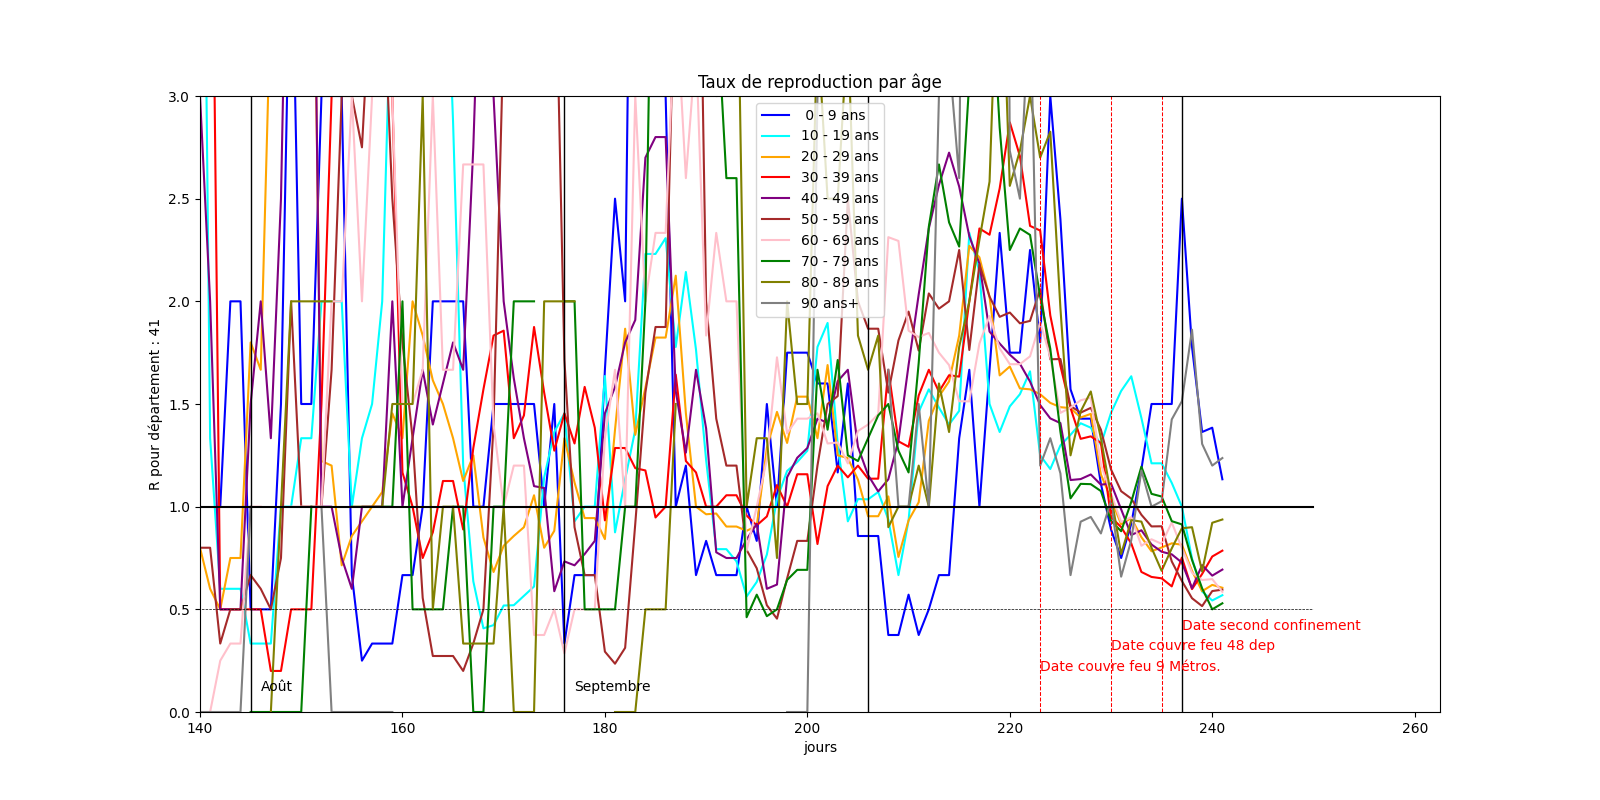 Taux de reproduction par âge
R pour département : 41
3.0
2.5
2.0
1.5
1.0
0.5
0.0
0 - 9 ans
10 - 19 ans
20 - 29 ans
30 - 39 ans
40 - 49 ans
50 - 59 ans
60 - 69 ans
70 - 79 ans
80 - 89 ans
90 ans+
Date second confinement
Date couvre feu 48 dep
Date couvre feu 9 Métros.
Août
Septembre
140
160
180
200
220
240
260
jours